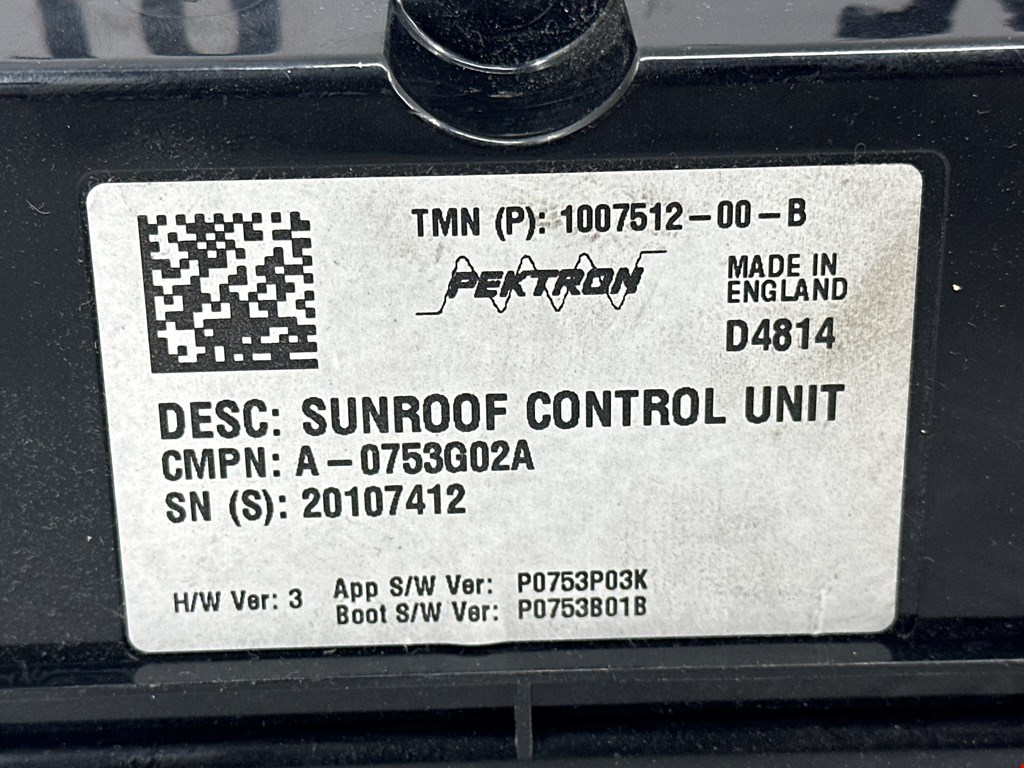 TMN (P): 1007512-00-B
PEKTRON
MADE IN
ENGLAND
D4814
DESC: SUNROOF CONTROL UNIT
CMPN: A-0753G02A
SN (S): 20107412
H/W Ver: 3
App S/W Ver: P0753P03K
Boot S/W Ver: P0753B01B